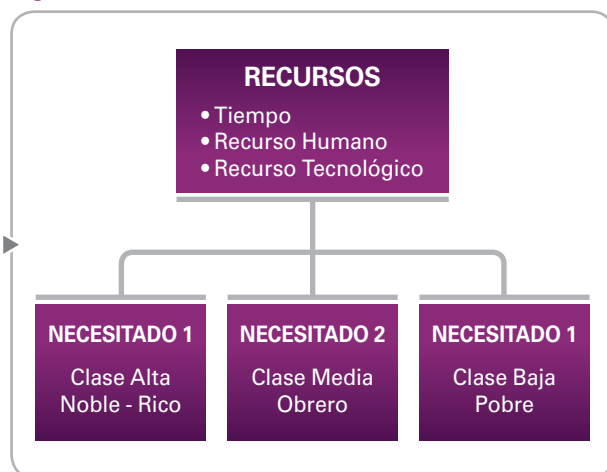 RECURSOS
• Tiempo
• Recurso Humano
• Recurso Tecnológico
NECESITADO 1
Clase Alta
Noble - Rico
NECESITADO 2
Clase Media
Obrero
NECESITADO 1
Clase Baja
Pobre